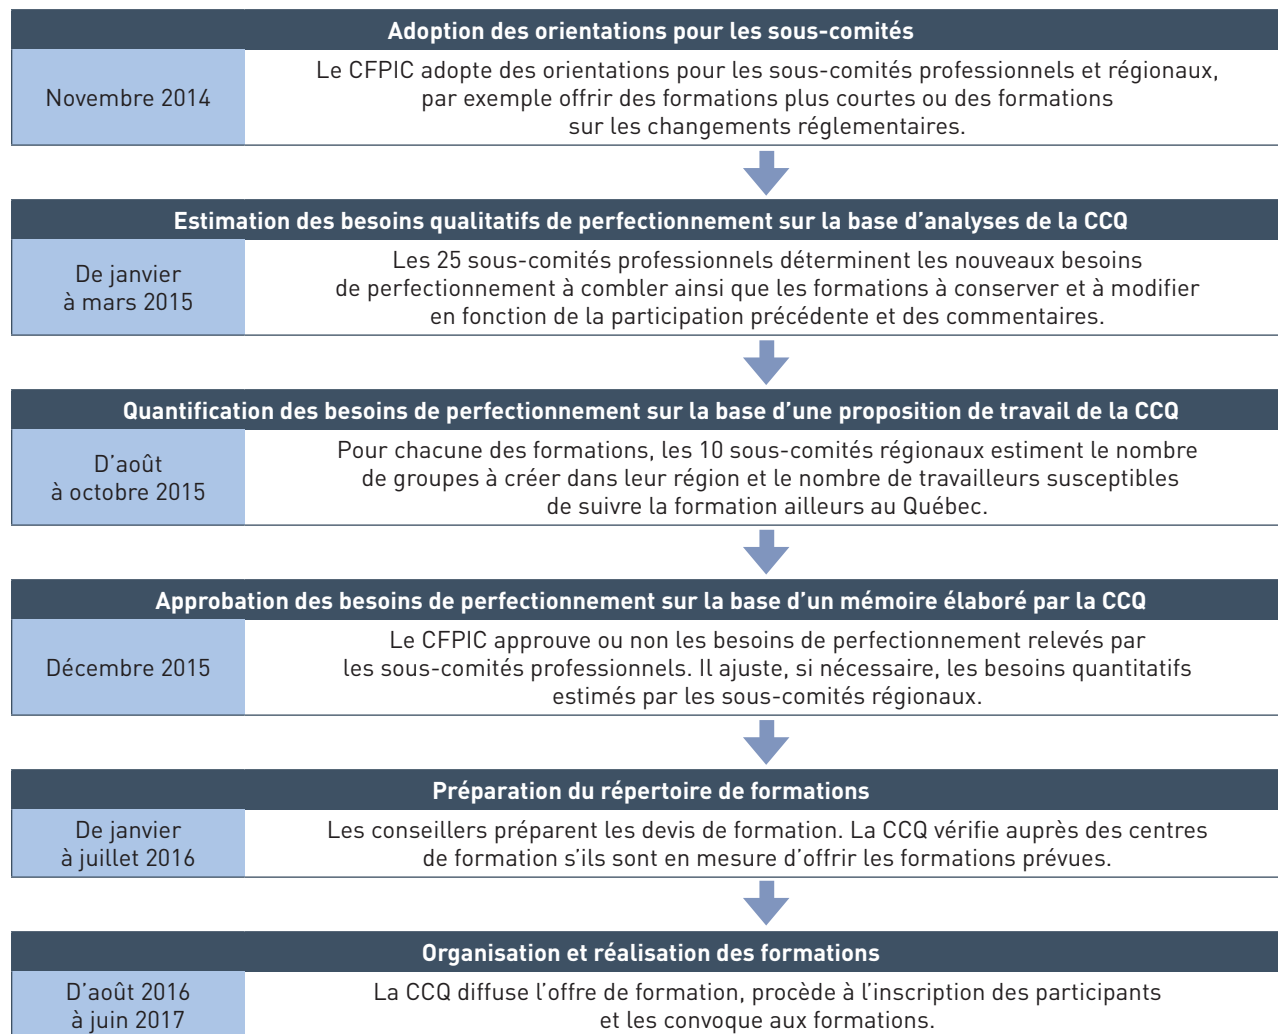 Adoption des orientations pour les sous-comités
Novembre 2014
Le CFPIC adopte des orientations pour les sous-comités professionnels et régionaux,
par exemple offrir des formations plus courtes ou des formations
sur les changements réglementaires.
Estimation des besoins qualitatifs de perfectionnement sur la base d’analyses de la CCQ
De janvier
à mars 2015
Les 25 sous-comités professionnels déterminent les nouveaux besoins
de perfectionnement à combler ainsi que les formations à conserver et à modifier
en fonction de la participation précédente et des commentaires.
Quantification des besoins de perfectionnement sur la base d’une proposition de travail de la CCQ
D’août
à octobre 2015
Pour chacune des formations, les 10 sous-comités régionaux estiment le nombre
de groupes à créer dans leur région et le nombre de travailleurs susceptibles
de suivre la formation ailleurs au Québec.
Approbation des besoins de perfectionnement sur la base d’un mémoire élaboré par la CCQ
Décembre 2015
Le CFPIC approuve ou non les besoins de perfectionnement relevés par
les sous-comités professionnels. Il ajuste, si nécessaire, les besoins quantitatifs
estimés par les sous-comités régionaux.
Préparation du répertoire de formations
De janvier
à juillet 2016
Les conseillers préparent les devis de formation. La CCQ vérifie auprès des centres
de formation s’ils sont en mesure d’offrir les formations prévues.
Organisation et réalisation des formations
D’août 2016
à juin 2017
La CCQ diffuse l’offre de formation, procède à l’inscription des participants
et les convoque aux formations.